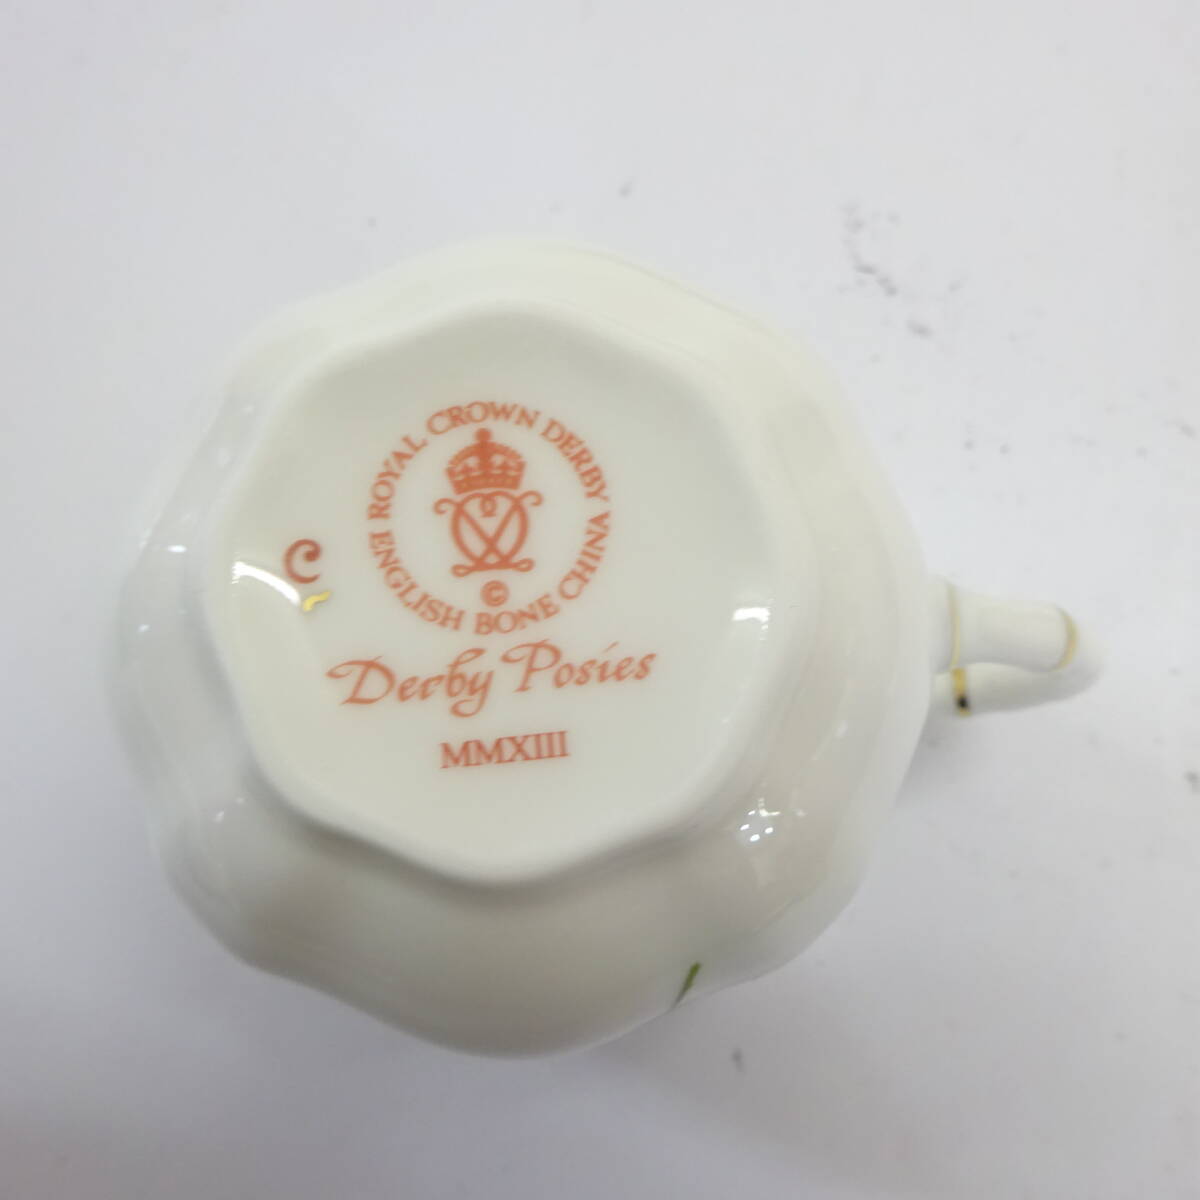 ROYAL CROWN DERBY
ENGLISH BONE CHINA
©
C
Derby Posies
MMXIII